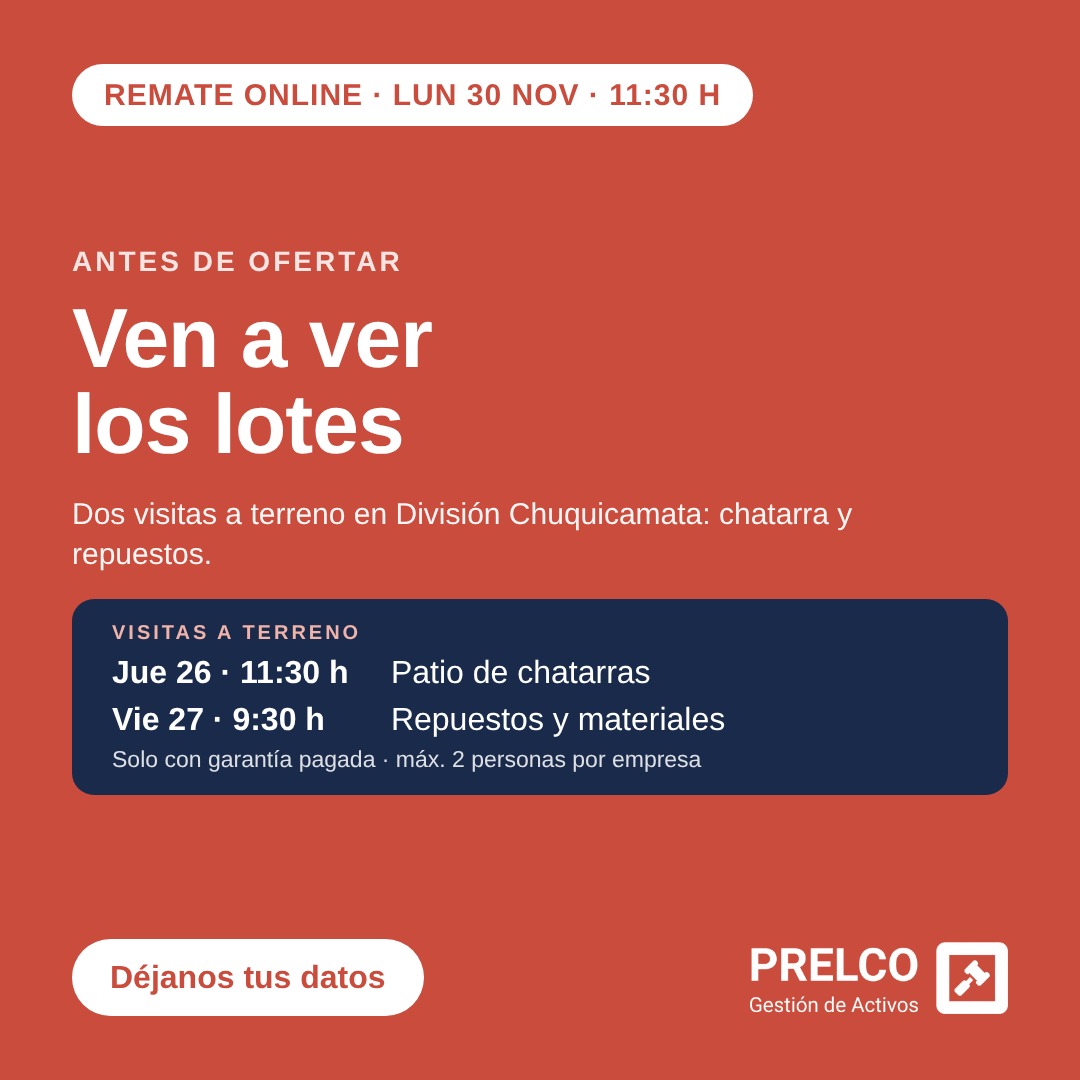 REMATE ONLINE · LUN 30 NOV · 11:30 H
ANTES DE OFERTAR
Ven a ver
los lotes
Dos visitas a terreno en División Chuquicamata: chatarra y
repuestos.
VISITAS A TERRENO
Jue 26 · 11:30 h Patio de chatarras
Vie 27 · 9:30 h Repuestos y materiales
Solo con garantía pagada · máx. 2 personas por empresa
Déjanos tus datos
PRELCO
Gestión de Activos